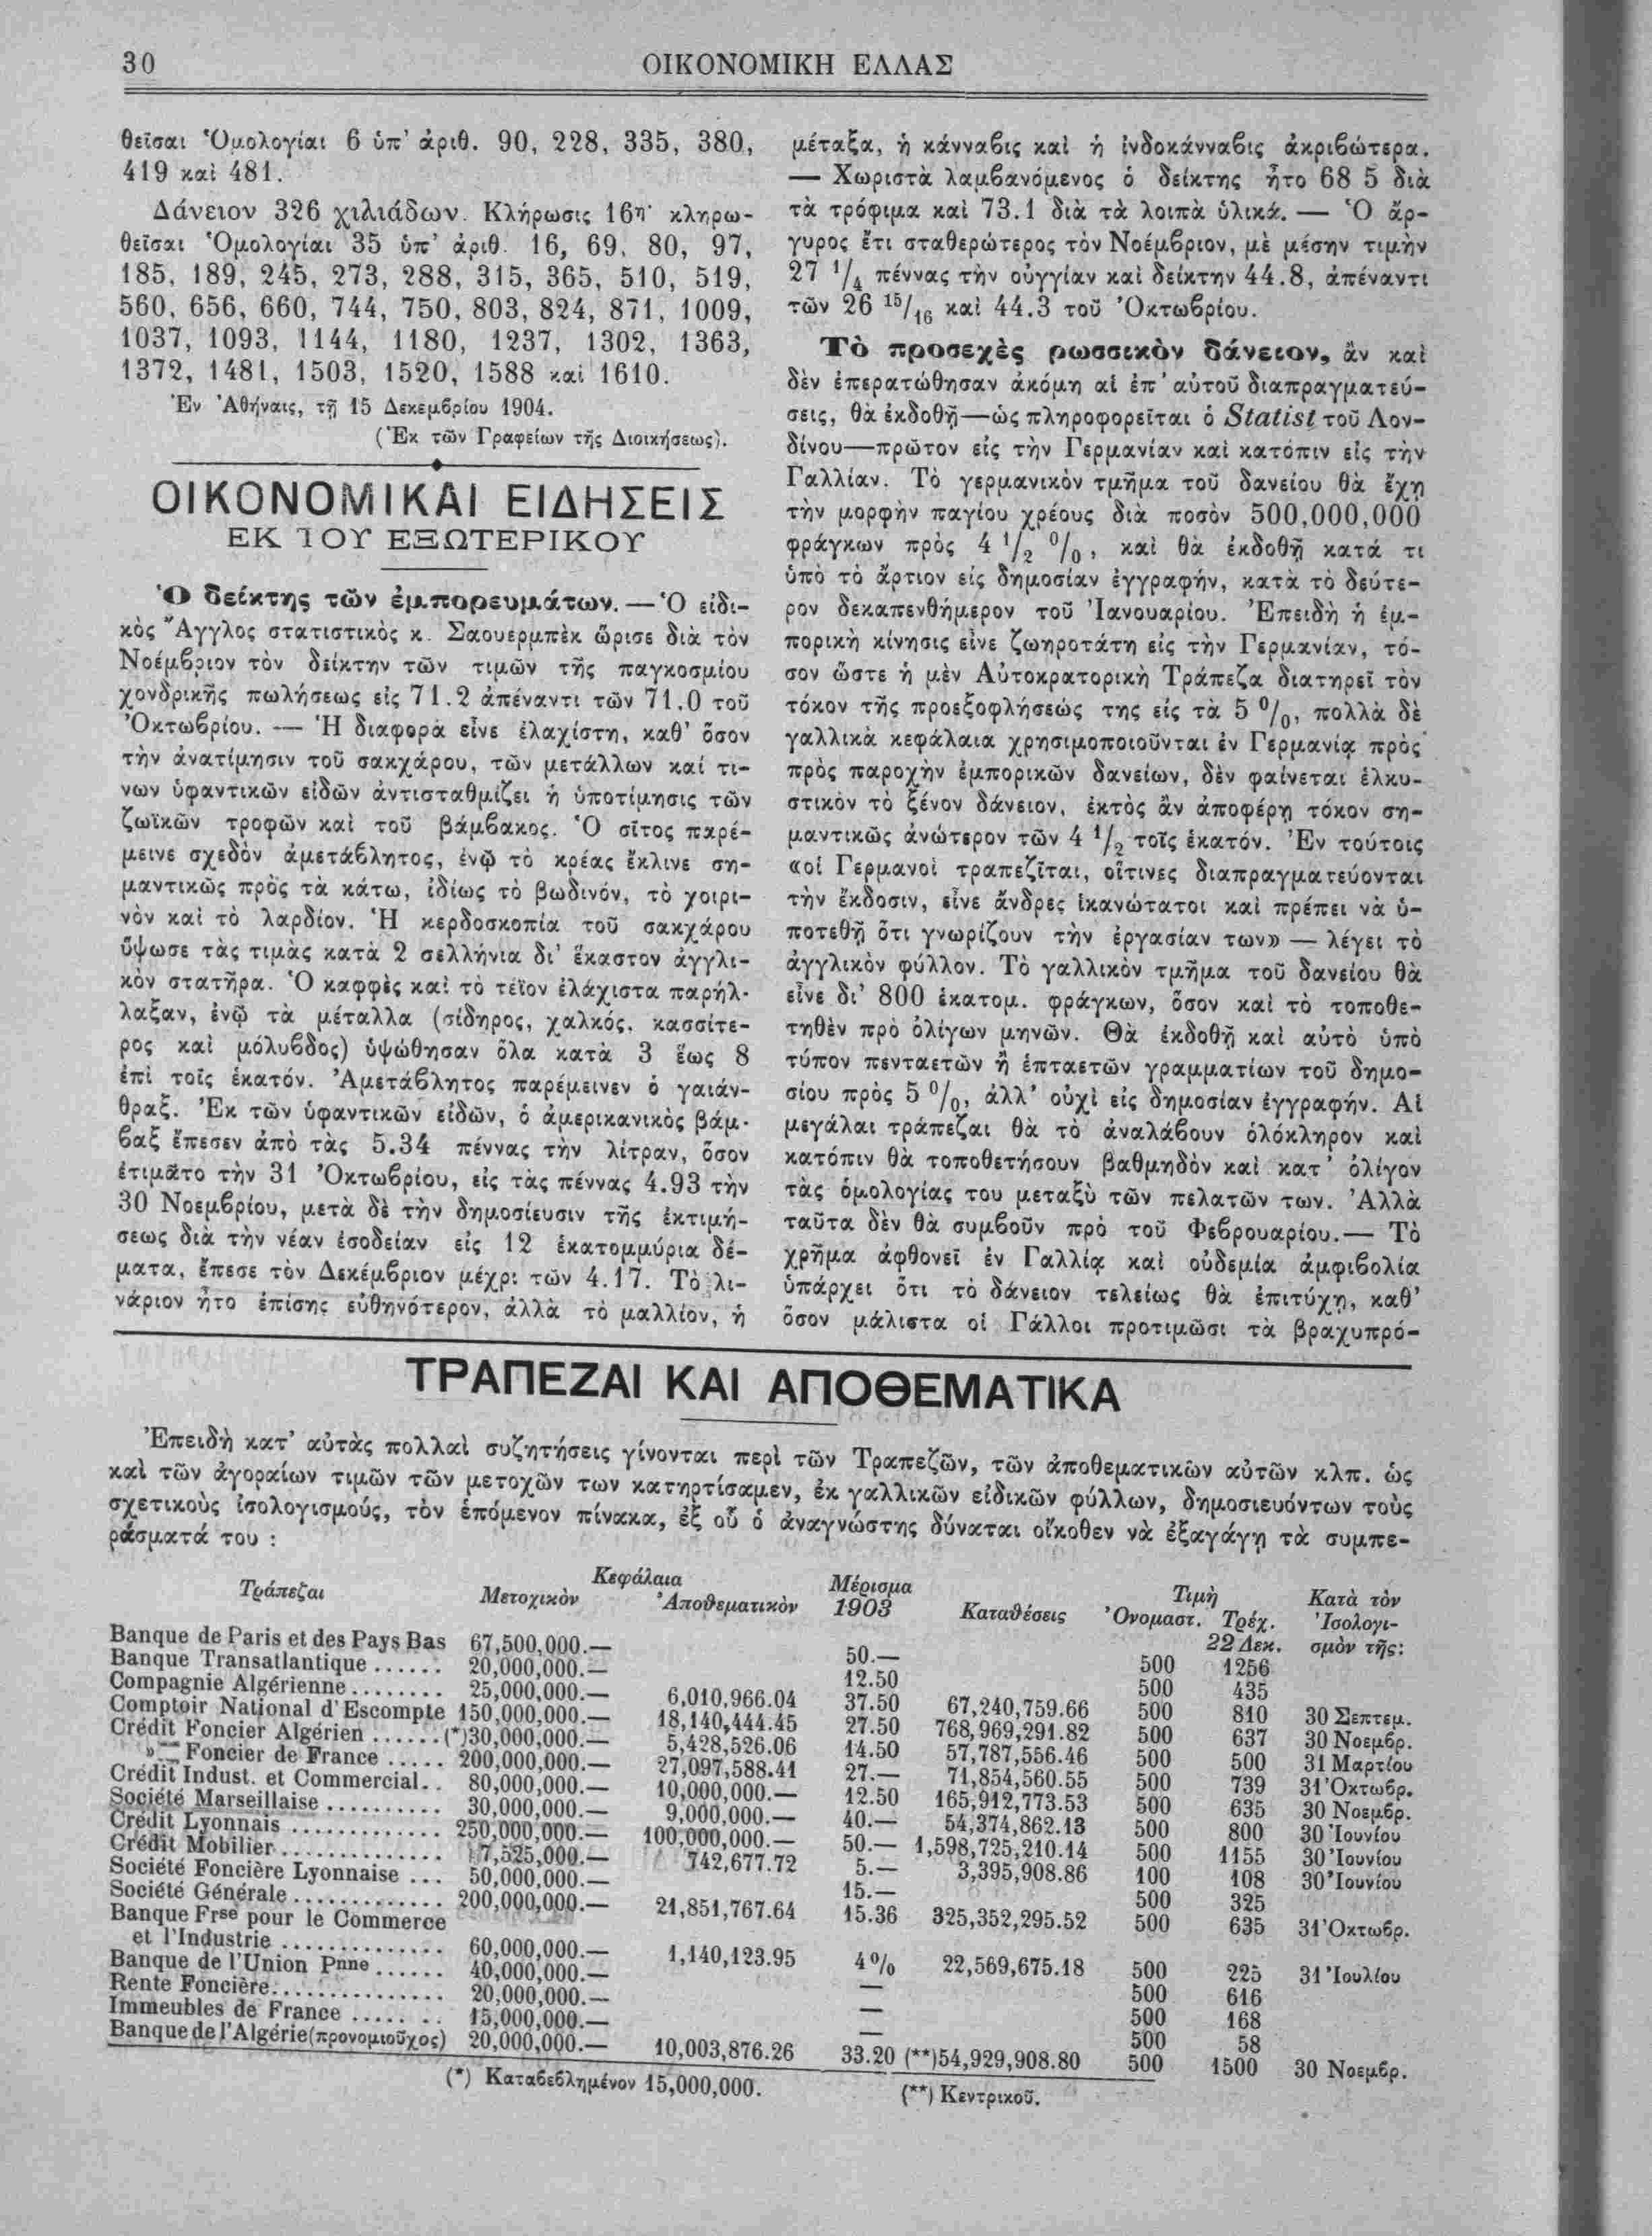 30
ΟΙΚΟΝΟΜΙΚΗ ΕΛΛΑΣ
θεῖσαι Ὁμολογίαι 6 ὑπ' ἀριθ. 90, 228, 335, 380,
419 καὶ 481.
Δάνειον 326 χιλιάδων. Κλήρωσις 16η· κληρω-
θεῖσαι Ὁμολογίαι 35 ὑπ' ἀριθ. 16, 69, 80, 97,
185, 189, 245, 273, 288, 315, 365, 510, 519,
560, 656, 660, 744, 750, 803, 824, 871, 1009,
1037, 1093, 1144, 1180, 1237, 1302, 1363,
1372, 1481, 1503, 1520, 1588 καὶ 1610.
Ἐν Ἀθήναις, τῇ 15 Δεκεμβρίου 1904.
(Ἐκ τῶν Γραφείων τῆς Διοικήσεως).
ΟΙΚΟΝΟΜΙΚΑΙ ΕΙΔΗΣΕΙΣ
ΕΚ ΤΟΥ ΕΞΩΤΕΡΙΚΟΥ
Ὁ δείκτης τῶν ἐμπορευμάτων. — Ὁ εἰδι-
κὸς Ἄγγλος στατιστικὸς κ. Σαουερμπὲκ ὥρισε διὰ τὸν
Νοέμβριον τὸν δείκτην τῶν τιμῶν τῆς παγκοσμίου
χονδρικῆς πωλήσεως εἰς 71.2 ἀπέναντι τῶν 71.0 τοῦ
Ὀκτωβρίου. — Ἡ διαφορὰ εἶνε ἐλαχίστη, καθ' ὅσον
τὴν ἀνατίμησιν τοῦ σακχάρου, τῶν μετάλλων καί τι-
νων ὑφαντικῶν εἰδῶν ἀντισταθμίζει ἡ ὑποτίμησις τῶν
ζωϊκῶν τροφῶν καὶ τοῦ βάμβακος. Ὁ σῖτος παρέ-
μεινε σχεδὸν ἀμετάβλητος, ἐνῷ τὸ κρέας ἔκλινε ση-
μαντικῶς πρὸς τὰ κάτω, ἰδίως τὸ βωδινόν, τὸ χοιρι-
νὸν καὶ τὸ λαρδίον. Ἡ κερδοσκοπία τοῦ σακχάρου
ὕψωσε τὰς τιμὰς κατὰ 2 σελλήνια δι' ἕκαστον ἀγγλι-
κὸν στατῆρα. Ὁ καφφὲς καὶ τὸ τέϊον ἐλάχιστα παρήλ-
λαξαν, ἐνῷ τὰ μέταλλα (σίδηρος, χαλκός, κασσίτε-
ρος καὶ μόλυβδος) ὑψώθησαν ὅλα κατὰ 3 ἕως 8
ἐπὶ τοῖς ἑκατόν. Ἀμετάβλητος παρέμεινεν ὁ γαιάν-
θραξ. Ἐκ τῶν ὑφαντικῶν εἰδῶν, ὁ ἀμερικανικὸς βάμ-
βαξ ἔπεσεν ἀπὸ τὰς 5.34 πέννας τὴν λίτραν, ὅσον
ἐτιμᾶτο τὴν 31 Ὀκτωβρίου, εἰς τὰς πέννας 4.93 τὴν
30 Νοεμβρίου, μετὰ δὲ τὴν δημοσίευσιν τῆς ἐκτιμή-
σεως διὰ τὴν νέαν ἐσοδείαν εἰς 12 ἑκατομμύρια δέ-
ματα, ἔπεσε τὸν Δεκέμβριον μέχρι τῶν 4.17. Τὸ λι-
νάριον ἦτο ἐπίσης εὐθηνότερον, ἀλλὰ τὸ μαλλίον, ἡ
μέταξα, ἡ κάνναβις καὶ ἡ ἰνδοκάνναβις ἀκριβώτερα.
— Χωριστὰ λαμβανόμενος ὁ δείκτης ἦτο 68 5 διὰ
τὰ τρόφιμα καὶ 73.1 διὰ τὰ λοιπὰ ὑλικά. — Ὁ ἄρ-
γυρος ἔτι σταθερώτερος τὸν Νοέμβριον, μὲ μέσην τιμὴν
27 1/4 πέννας τὴν οὐγγίαν καὶ δείκτην 44.8, ἀπέναντι
τῶν 26 15/16 καὶ 44.3 τοῦ Ὀκτωβρίου.
Τὸ προσεχὲς ρωσσικὸν δάνειον, ἂν καὶ
δὲν ἐπερατώθησαν ἀκόμη αἱ ἐπ' αὐτοῦ διαπραγματεύ-
σεις, θὰ ἐκδοθῇ—ὡς πληροφορεῖται ὁ Statist τοῦ Λον-
δίνου—πρῶτον εἰς τὴν Γερμανίαν καὶ κατόπιν εἰς τὴν
Γαλλίαν. Τὸ γερμανικὸν τμῆμα τοῦ δανείου θὰ ἔχῃ
τὴν μορφὴν παγίου χρέους διὰ ποσὸν 500,000,000
φράγκων πρὸς 4 1/2 %, καὶ θὰ ἐκδοθῇ κατά τι
ὑπὸ τὸ ἄρτιον εἰς δημοσίαν ἐγγραφήν, κατὰ τὸ δεύτε-
ρον δεκαπενθήμερον τοῦ Ἰανουαρίου. Ἐπειδὴ ἡ ἐμ-
πορικὴ κίνησις εἶνε ζωηροτάτη εἰς τὴν Γερμανίαν, τό-
σον ὥστε ἡ μὲν Αὐτοκρατορικὴ Τράπεζα διατηρεῖ τὸν
τόκον τῆς προεξοφλήσεώς της εἰς τὰ 5 %, πολλὰ δὲ
γαλλικὰ κεφάλαια χρησιμοποιοῦνται ἐν Γερμανίᾳ πρὸς
πρὸς παροχὴν ἐμπορικῶν δανείων, δὲν φαίνεται ἑλκυ-
στικὸν τὸ ξένον δάνειον, ἐκτὸς ἂν ἀποφέρῃ τόκον ση-
μαντικῶς ἀνώτερον τῶν 4 1/2 τοῖς ἑκατόν. Ἐν τούτοις
«οἱ Γερμανοὶ τραπεζῖται, οἵτινες διαπραγματεύονται
τὴν ἔκδοσιν, εἶνε ἄνδρες ἱκανώτατοι καὶ πρέπει νὰ ὑ-
ποτεθῇ ὅτι γνωρίζουν τὴν ἐργασίαν των» — λέγει τὸ
ἀγγλικὸν φύλλον. Τὸ γαλλικὸν τμῆμα τοῦ δανείου θὰ
εἶνε δι' 800 ἑκατομ. φράγκων, ὅσον καὶ τὸ τοποθε-
τηθὲν πρὸ ὀλίγων μηνῶν. Θὰ ἐκδοθῇ καὶ αὐτὸ ὑπὸ
τύπον πενταετῶν ἢ ἑπταετῶν γραμματίων τοῦ δημο-
σίου πρὸς 5 %, ἀλλ' οὐχὶ εἰς δημοσίαν ἐγγραφήν. Αἱ
μεγάλαι τράπεζαι θὰ τὸ ἀναλάβουν ὁλόκληρον καὶ
κατόπιν θὰ τοποθετήσουν βαθμηδὸν καὶ κατ' ὀλίγον
τὰς ὁμολογίας του μεταξὺ τῶν πελατῶν των. Ἀλλὰ
ταῦτα δὲν θὰ συμβοῦν πρὸ τοῦ Φεβρουαρίου.— Τὸ
χρῆμα ἀφθονεῖ ἐν Γαλλίᾳ καὶ οὐδεμία ἀμφιβολία
ὑπάρχει ὅτι τὸ δάνειον τελείως θὰ ἐπιτύχῃ, καθ'
ὅσον μάλιστα οἱ Γάλλοι προτιμῶσι τὰ βραχυπρό-
ΤΡΑΠΕΖΑΙ ΚΑΙ ΑΠΟΘΕΜΑΤΙΚΑ
Ἐπειδὴ κατ' αὐτὰς πολλαὶ συζητήσεις γίνονται περὶ τῶν Τραπεζῶν, τῶν ἀποθεματικῶν αὐτῶν κλπ. ὡς
καὶ τῶν ἀγοραίων τιμῶν τῶν μετοχῶν των κατηρτίσαμεν, ἐκ γαλλικῶν εἰδικῶν φύλλων, δημοσιευόντων τοὺς
σχετικοὺς ἰσολογισμούς, τὸν ἑπόμενον πίνακα, ἐξ οὗ ὁ ἀναγνώστης δύναται οἴκοθεν νὰ ἐξαγάγῃ τὰ συμπε-
ράσματά του :
Τράπεζαι Κεφάλαια Μέρισμα Τιμὴ Κατὰ τὸν
Μετοχικὸν Ἀποθεματικὸν 1903 Καταθέσεις Ὀνομαστ. Τρέχ. Ἰσολογι-
22 Δεκ. σμὸν τῆς:
Banque de Paris et des Pays Bas 67,500,000.— 50.— 500 1256
Banque Transatlantique ...... 20,000,000.— 12.50 500 435
Compagnie Algérienne........ 25,000,000.— 6,010,966.04 37.50 67,240,759.66 500 810 30 Σεπτεμ.
Comptoir National d'Escompte 150,000,000.— 18,140,444.45 27.50 768,969,291.82 500 637 30 Νοεμβρ.
Crédit Foncier Algérien ......(*)30,000,000.— 5,428,526.06 14.50 57,787,556.46 500 500 31 Μαρτίου
» — Foncier de France ..... 200,000,000.— 27,097,588.41 27.— 71,854,560.55 500 739 31 Ὀκτωβρ.
Crédit Indust. et Commercial.. 80,000,000.— 10,000,000.— 12.50 165,912,773.53 500 635 30 Νοεμβρ.
Société Marseillaise .......... 30,000,000.— 9,000,000.— 40.— 54,374,862.13 500 800 30 Ἰουνίου
Crédit Lyonnais ............. 250,000,000.— 100,000,000.— 50.— 1,598,725,210.14 500 1155 30 Ἰουνίου
Crédit Mobilier.............. 7,525,000.— 742,677.72 5.— 3,395,908.86 100 108 30 Ἰουνίου
Société Foncière Lyonnaise ... 50,000,000.— 15.— 500 325
Société Générale............. 200,000,000.— 21,851,767.64 15.36 325,352,295.52 500 635 31 Ὀκτωβρ.
Banque Frse pour le Commerce
et l'Industrie .............. 60,000,000.— 1,140,123.95 4% 22,569,675.18 500 225 31 Ἰουλίου
Banque de l'Union Pnne ...... 40,000,000.— — 500 616
Rente Foncière............... 20,000,000.— — 500 168
Immeubles de France ........ 15,000,000.— — 500 58
Banque de l'Algérie(προνομιοῦχος) 20,000,000.— 10,003,876.26 33.20 (**)54,929,908.80 500 1500 30 Νοεμβρ.
(*) Καταβεβλημένον 15,000,000.
(**) Κεντρικοῦ.